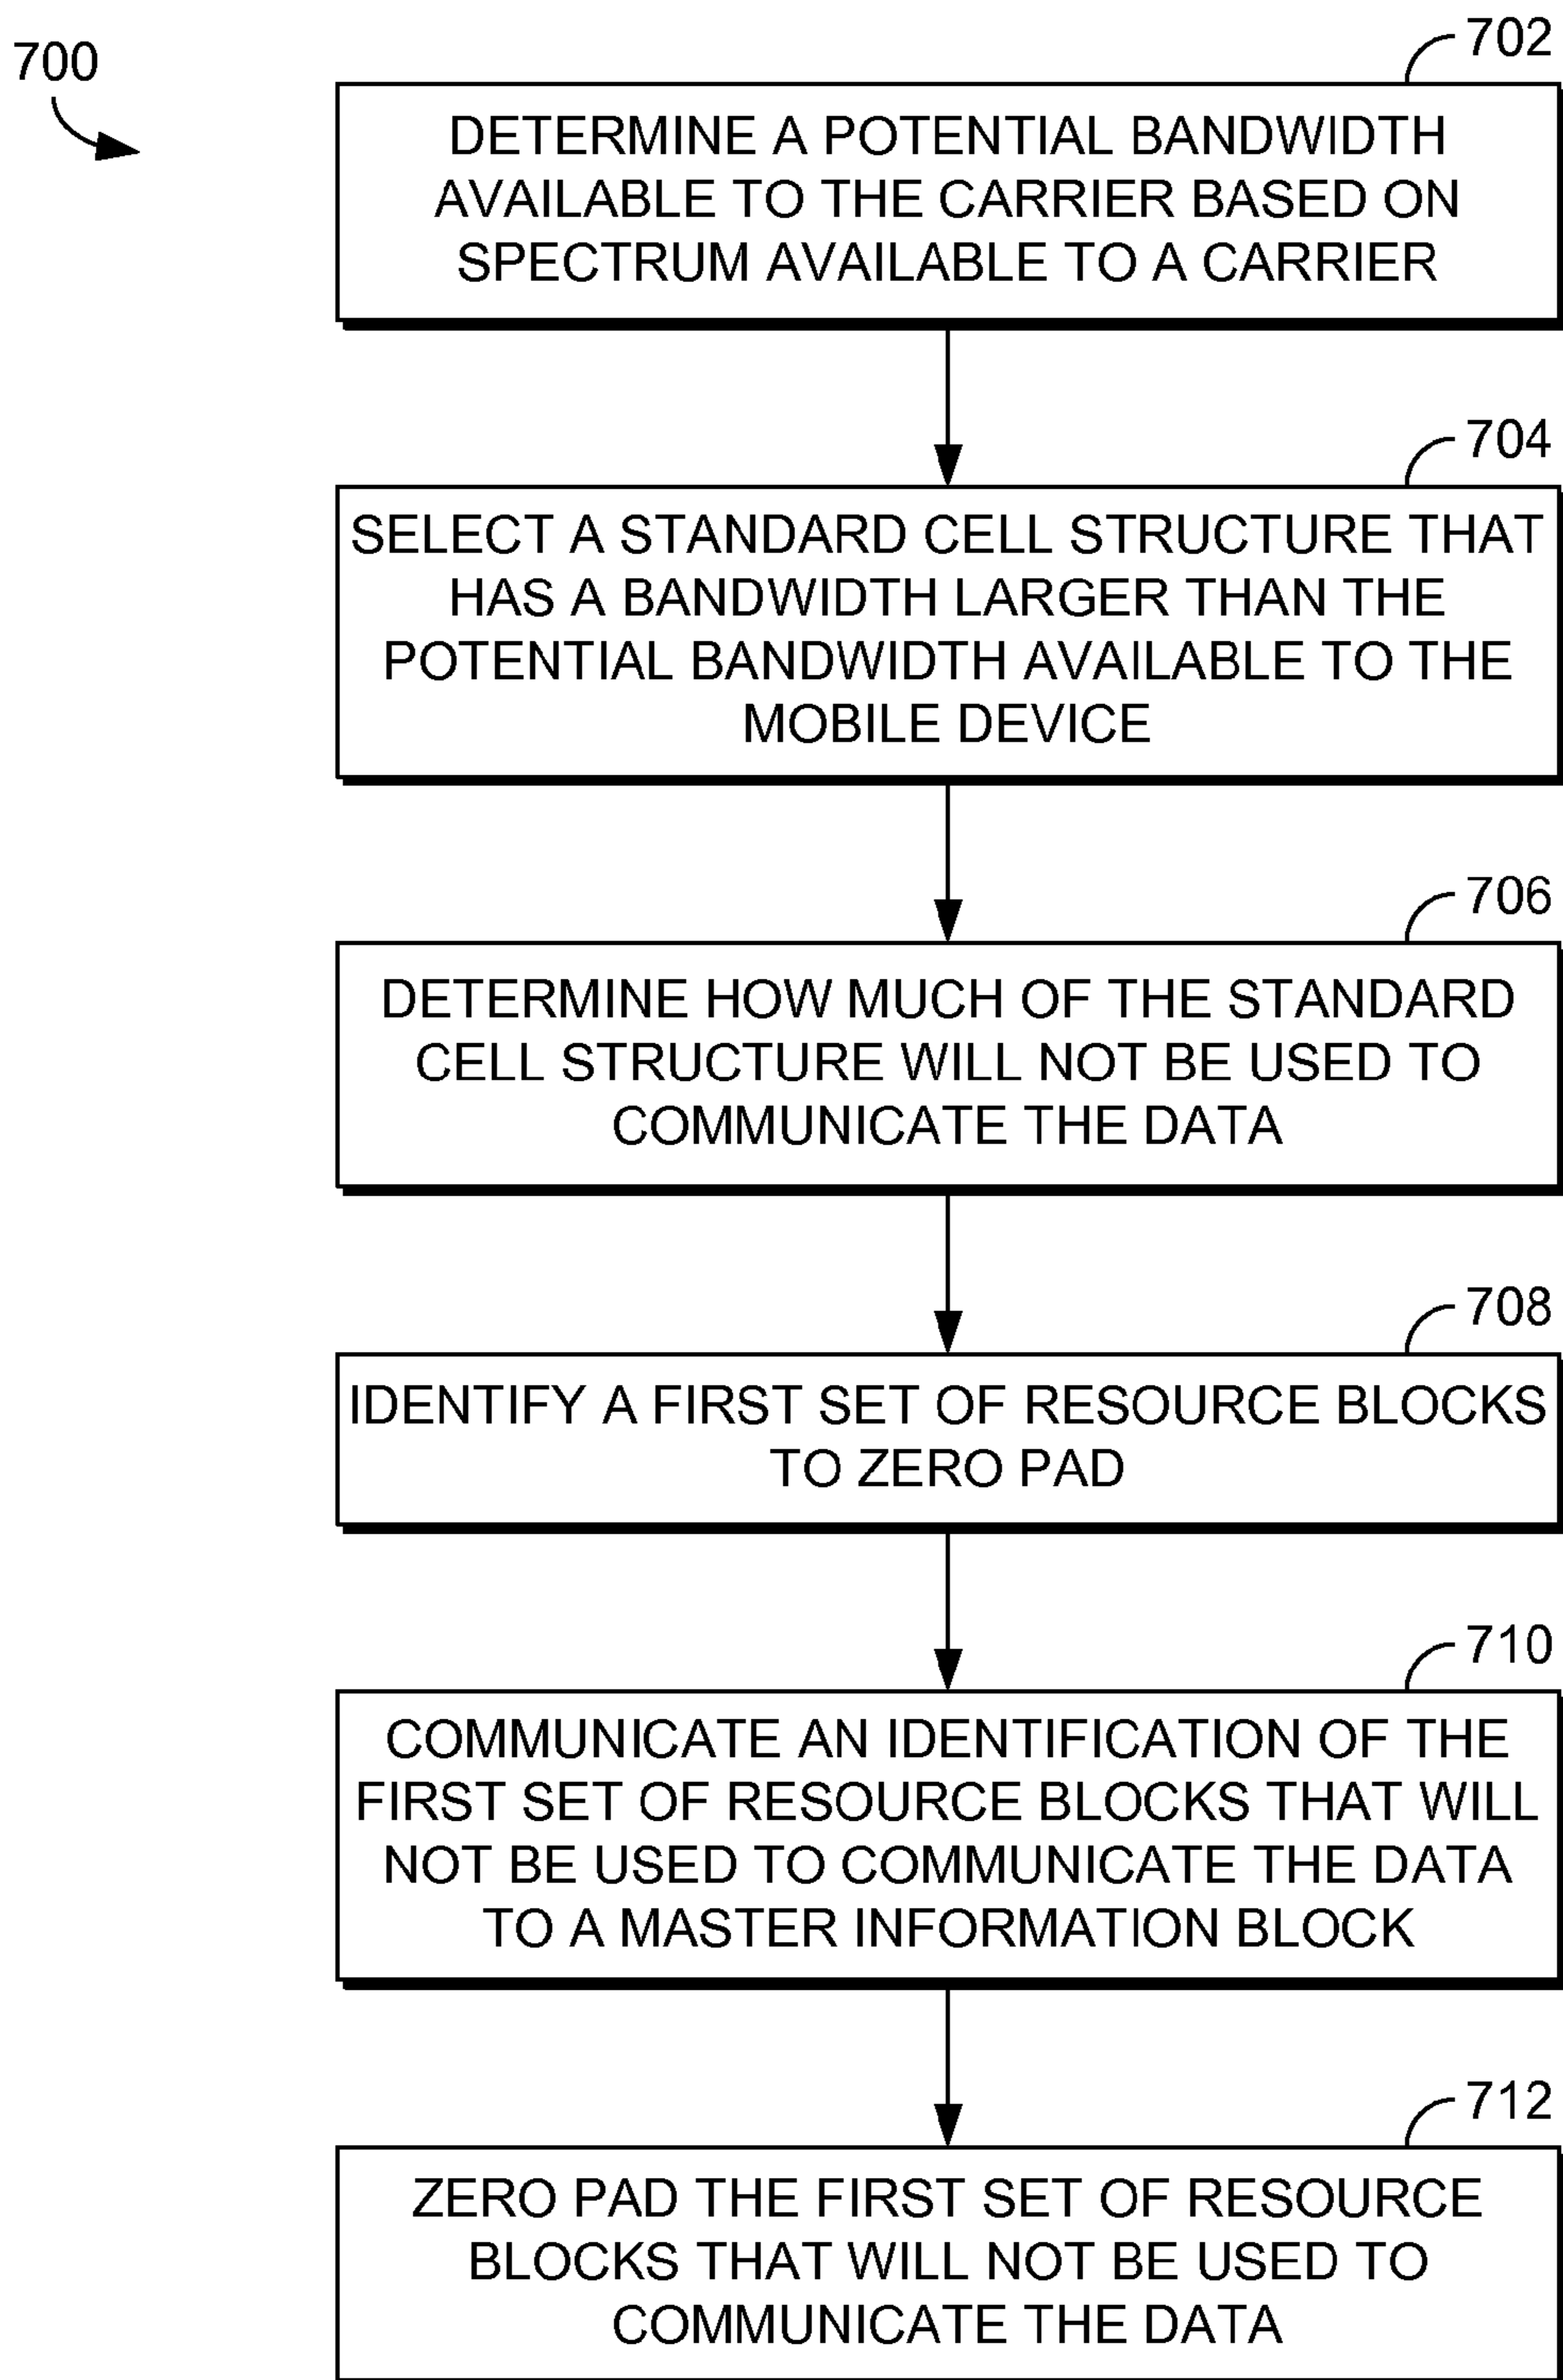 700
702
DETERMINE A POTENTIAL BANDWIDTH
AVAILABLE TO THE CARRIER BASED ON
SPECTRUM AVAILABLE TO A CARRIER
704
SELECT A STANDARD CELL STRUCTURE THAT
HAS A BANDWIDTH LARGER THAN THE
POTENTIAL BANDWIDTH AVAILABLE TO THE
MOBILE DEVICE
706
DETERMINE HOW MUCH OF THE STANDARD
CELL STRUCTURE WILL NOT BE USED TO
COMMUNICATE THE DATA
708
IDENTIFY A FIRST SET OF RESOURCE BLOCKS
TO ZERO PAD
710
COMMUNICATE AN IDENTIFICATION OF THE
FIRST SET OF RESOURCE BLOCKS THAT WILL
NOT BE USED TO COMMUNICATE THE DATA
TO A MASTER INFORMATION BLOCK
712
ZERO PAD THE FIRST SET OF RESOURCE
BLOCKS THAT WILL NOT BE USED TO
COMMUNICATE THE DATA